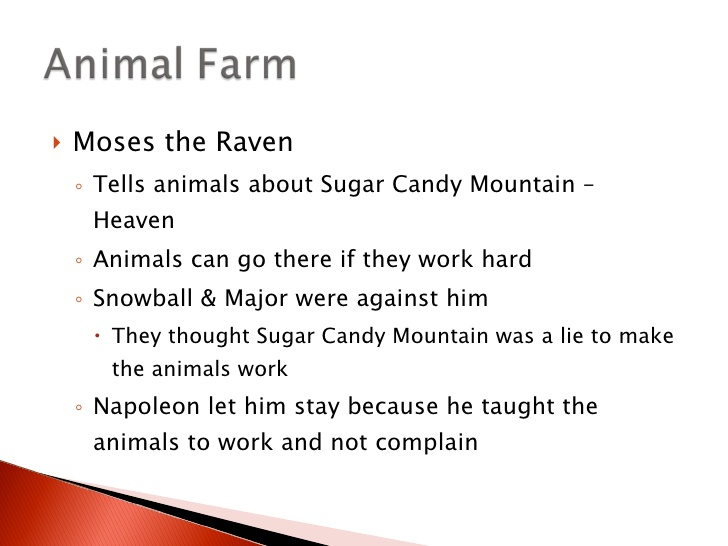 Animal Farm
Moses the Raven
Tells animals about Sugar Candy Mountain –
Heaven
Animals can go there if they work hard
Snowball & Major were against him
They thought Sugar Candy Mountain was a lie to make
the animals work
Napoleon let him stay because he taught the
animals to work and not complain